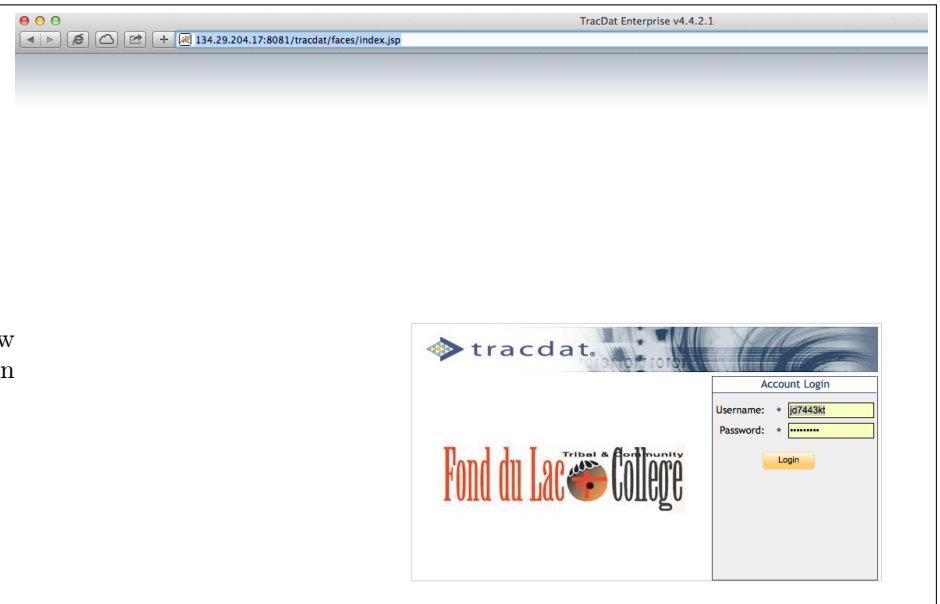 TracDat Enterprise v4.4.2.1
134.29.204.17:8081/tracdat/faces/index.jsp
w
n
tracdat.
Account Login
Username: * jd7443kt
Password: * •••••••••
Login
Tribal & Community
Fond du Lac College